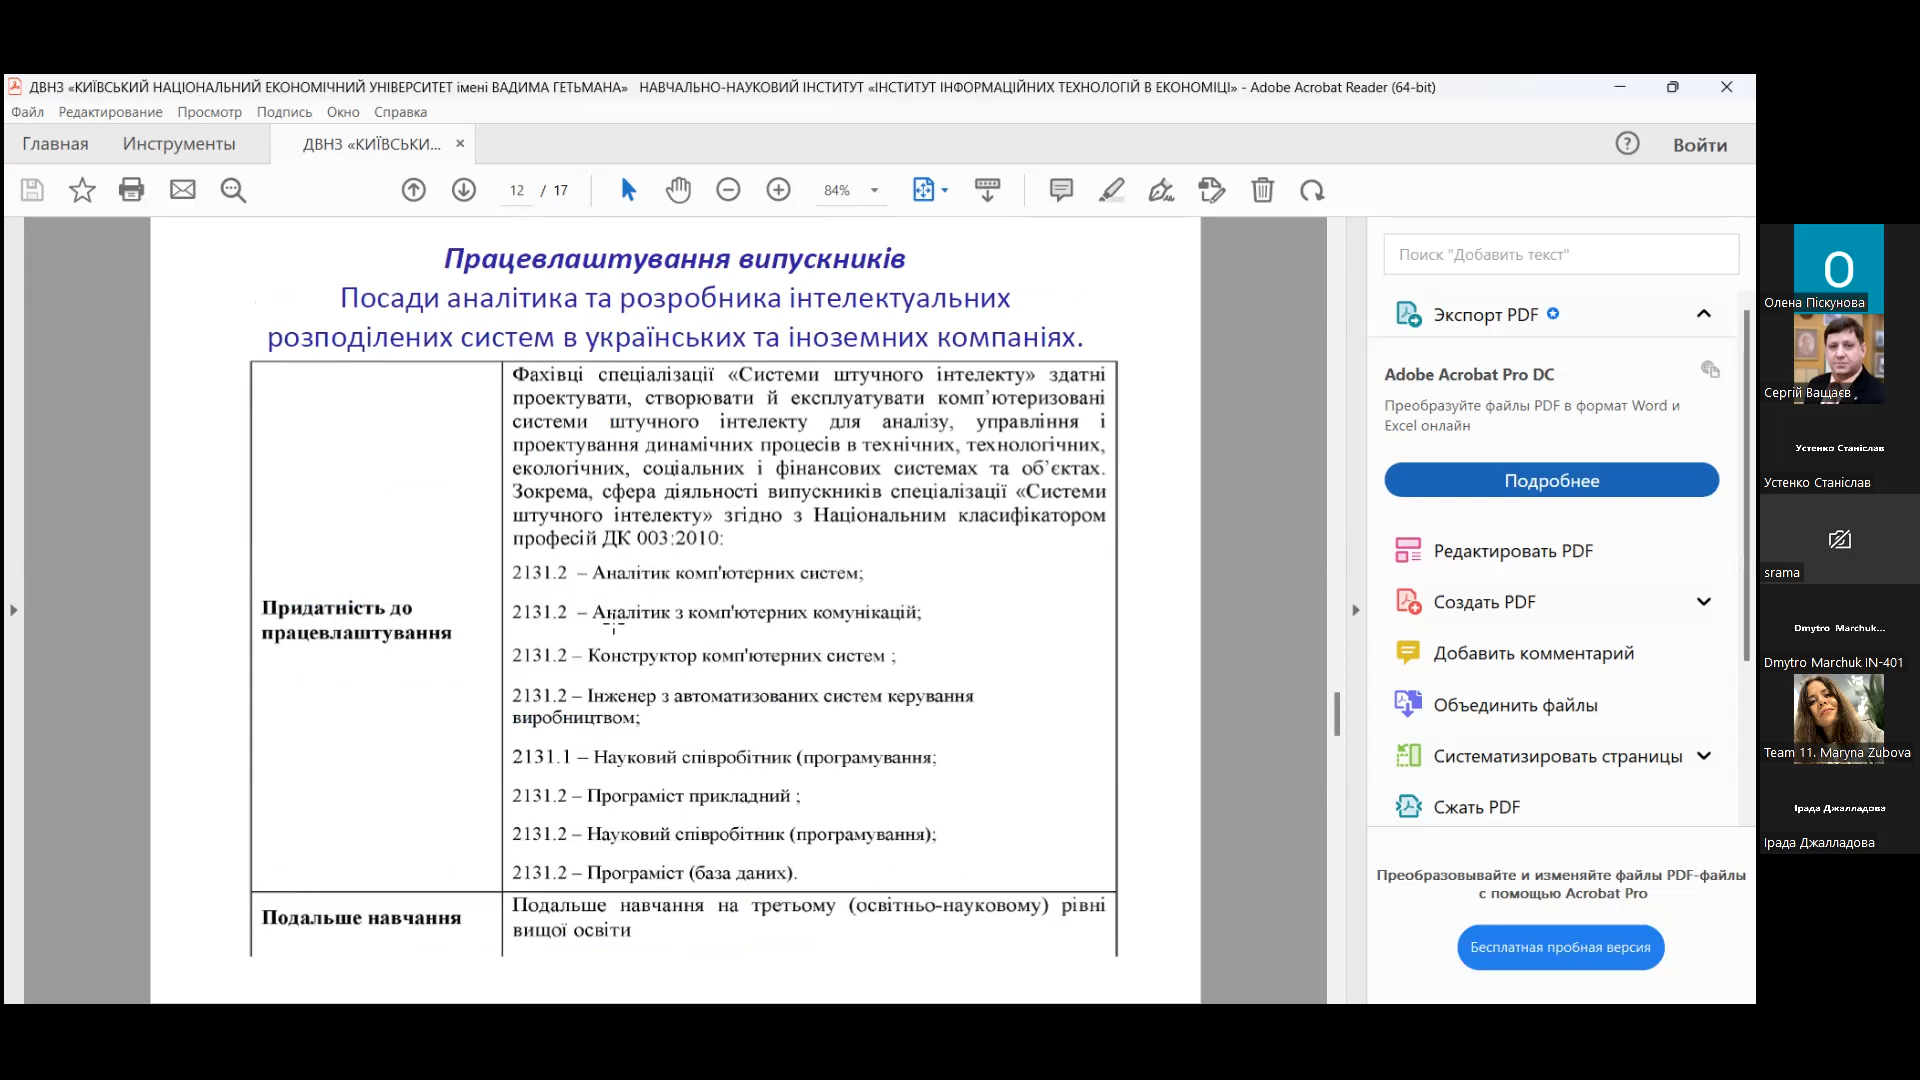 ДВНЗ «КИЇВСЬКИЙ НАЦІОНАЛЬНИЙ ЕКОНОМІЧНИЙ УНІВЕРСИТЕТ імені ВАДИМА ГЕТЬМАНА» НАВЧАЛЬНО-НАУКОВИЙ ІНСТИТУТ «ІНСТИТУТ ІНФОРМАЦІЙНИХ ТЕХНОЛОГІЙ В ЕКОНОМІЦІ» - Adobe Acrobat Reader (64-bit)
Файл Редактирование Просмотр Подпись Окно Справка
Главная Инструменты ДВНЗ «КИЇВСЬКИ... Войти
12 / 17 84%
Працевлаштування випускників
Посади аналітика та розробника інтелектуальних
розподілених систем в українських та іноземних компаніях.
Придатність до
працевлаштування
Фахівці спеціалізації «Системи штучного інтелекту» здатні
проектувати, створювати й експлуатувати комп’ютеризовані
системи штучного інтелекту для аналізу, управління і
проектування динамічних процесів в технічних, технологічних,
екологічних, соціальних і фінансових системах та об’єктах.
Зокрема, сфера діяльності випускників спеціалізації «Системи
штучного інтелекту» згідно з Національним класифікатором
професій ДК 003:2010:
2131.2 – Аналітик комп'ютерних систем;
2131.2 – Аналітик з комп'ютерних комунікацій;
2131.2 – Конструктор комп'ютерних систем ;
2131.2 – Інженер з автоматизованих систем керування
виробництвом;
2131.1 – Науковий співробітник (програмування;
2131.2 – Програміст прикладний ;
2131.2 – Науковий співробітник (програмування);
2131.2 – Програміст (база даних).
Подальше навчання
Подальше навчання на третьому (освітньо-науковому) рівні
вищої освіти
Поиск "Добавить текст"
Экспорт PDF
Adobe Acrobat Pro DC
Преобразуйте файлы PDF в формат Word и
Excel онлайн
Подробнее
Редактировать PDF
Создать PDF
Добавить комментарий
Объединить файлы
Систематизировать страницы
Сжать PDF
Преобразовывайте и изменяйте файлы PDF-файлы
с помощью Acrobat Pro
Бесплатная пробная версия
О
Олена Піскунова
Сергій Ващаєв
Устенко Станіслав
Устенко Станіслав
srama
Dmytro Marchuk...
Dmytro Marchuk IN-401
Team 11. Maryna Zubova
Ірада Джалладова
Ірада Джалладова